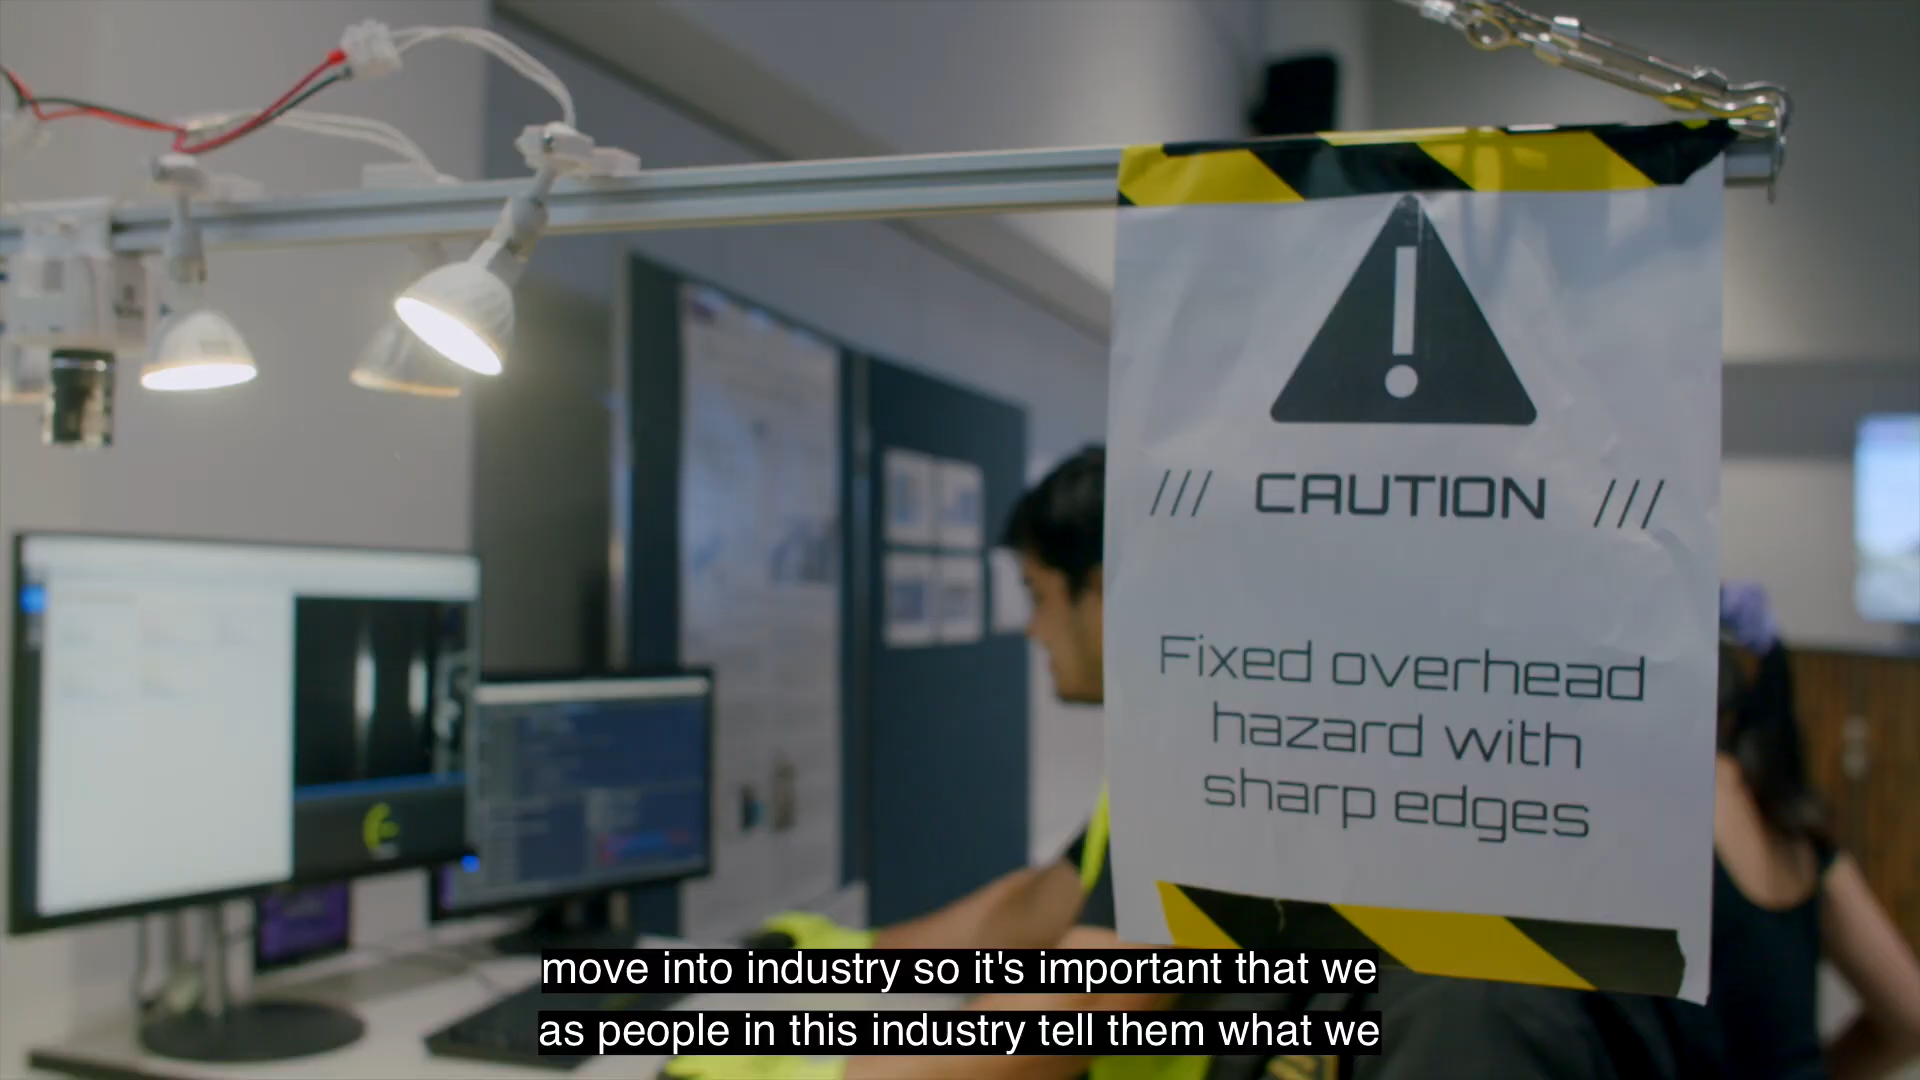 /// CAUTION ///
Fixed overhead
hazard with
sharp edges
move into industry so it's important that we
as people in this industry tell them what we